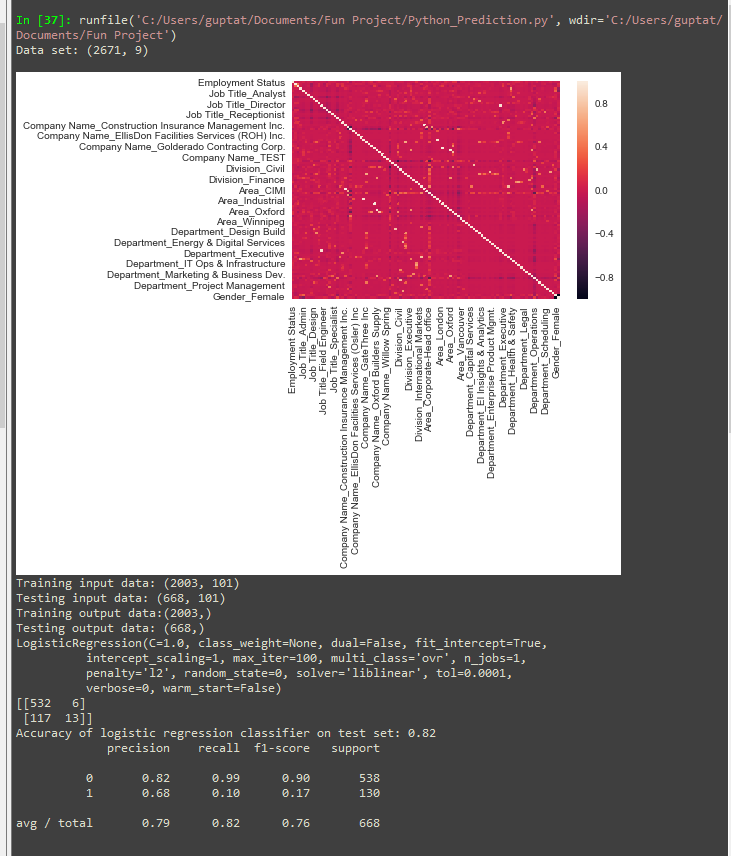 In [37]: runfile('C:/Users/guptat/Documents/Fun Project/Python_Prediction.py', wdir='C:/Users/guptat/
Documents/Fun Project')
Data set: (2671, 9)
Employment Status
Job Title_Analyst
Job Title_Director
Job Title_Receptionist
Company Name_Construction Insurance Management Inc.
Company Name_EllisDon Facilities Services (ROH) Inc.
Company Name_Golderado Contracting Corp.
Company Name_TEST
Division_Civil
Division_Finance
Area_CIMI
Area_Industrial
Area_Oxford
Area_Winnipeg
Department_Design Build
Department_Energy & Digital Services
Department_Executive
Department_IT Ops & Infrastructure
Department_Marketing & Business Dev.
Department_Project Management
Gender_Female
0.8
0.4
0.0
−0.4
−0.8
Employment Status
Job Title_Admin
Job Title_Design
Job Title_Field Engineer
Job Title_Specialist
Company Name_Construction Insurance Management Inc.
Company Name_EllisDon Facilities Services (Osler) Inc
Company Name_GateThree Inc
Company Name_Oxford Builders Supply
Company Name_Willow Spring
Division_Civil
Division_Executive
Division_International Markets
Area_Corporate-Head office
Area_London
Area_Oxford
Area_Vancouver
Department_Capital Services
Department_EI Insights & Analytics
Department_Enterprise Product Mgmt.
Department_Executive
Department_Health & Safety
Department_Legal
Department_Operations
Department_Scheduling
Gender_Female
Training input data: (2003, 101)
Testing input data: (668, 101)
Training output data:(2003,)
Testing output data: (668,)
LogisticRegression(C=1.0, class_weight=None, dual=False, fit_intercept=True,
intercept_scaling=1, max_iter=100, multi_class='ovr', n_jobs=1,
penalty='l2', random_state=0, solver='liblinear', tol=0.0001,
verbose=0, warm_start=False)
[[532 6]
[117 13]]
Accuracy of logistic regression classifier on test set: 0.82
precision recall f1-score support
0 0.82 0.99 0.90 538
1 0.68 0.10 0.17 130
avg / total 0.79 0.82 0.76 668